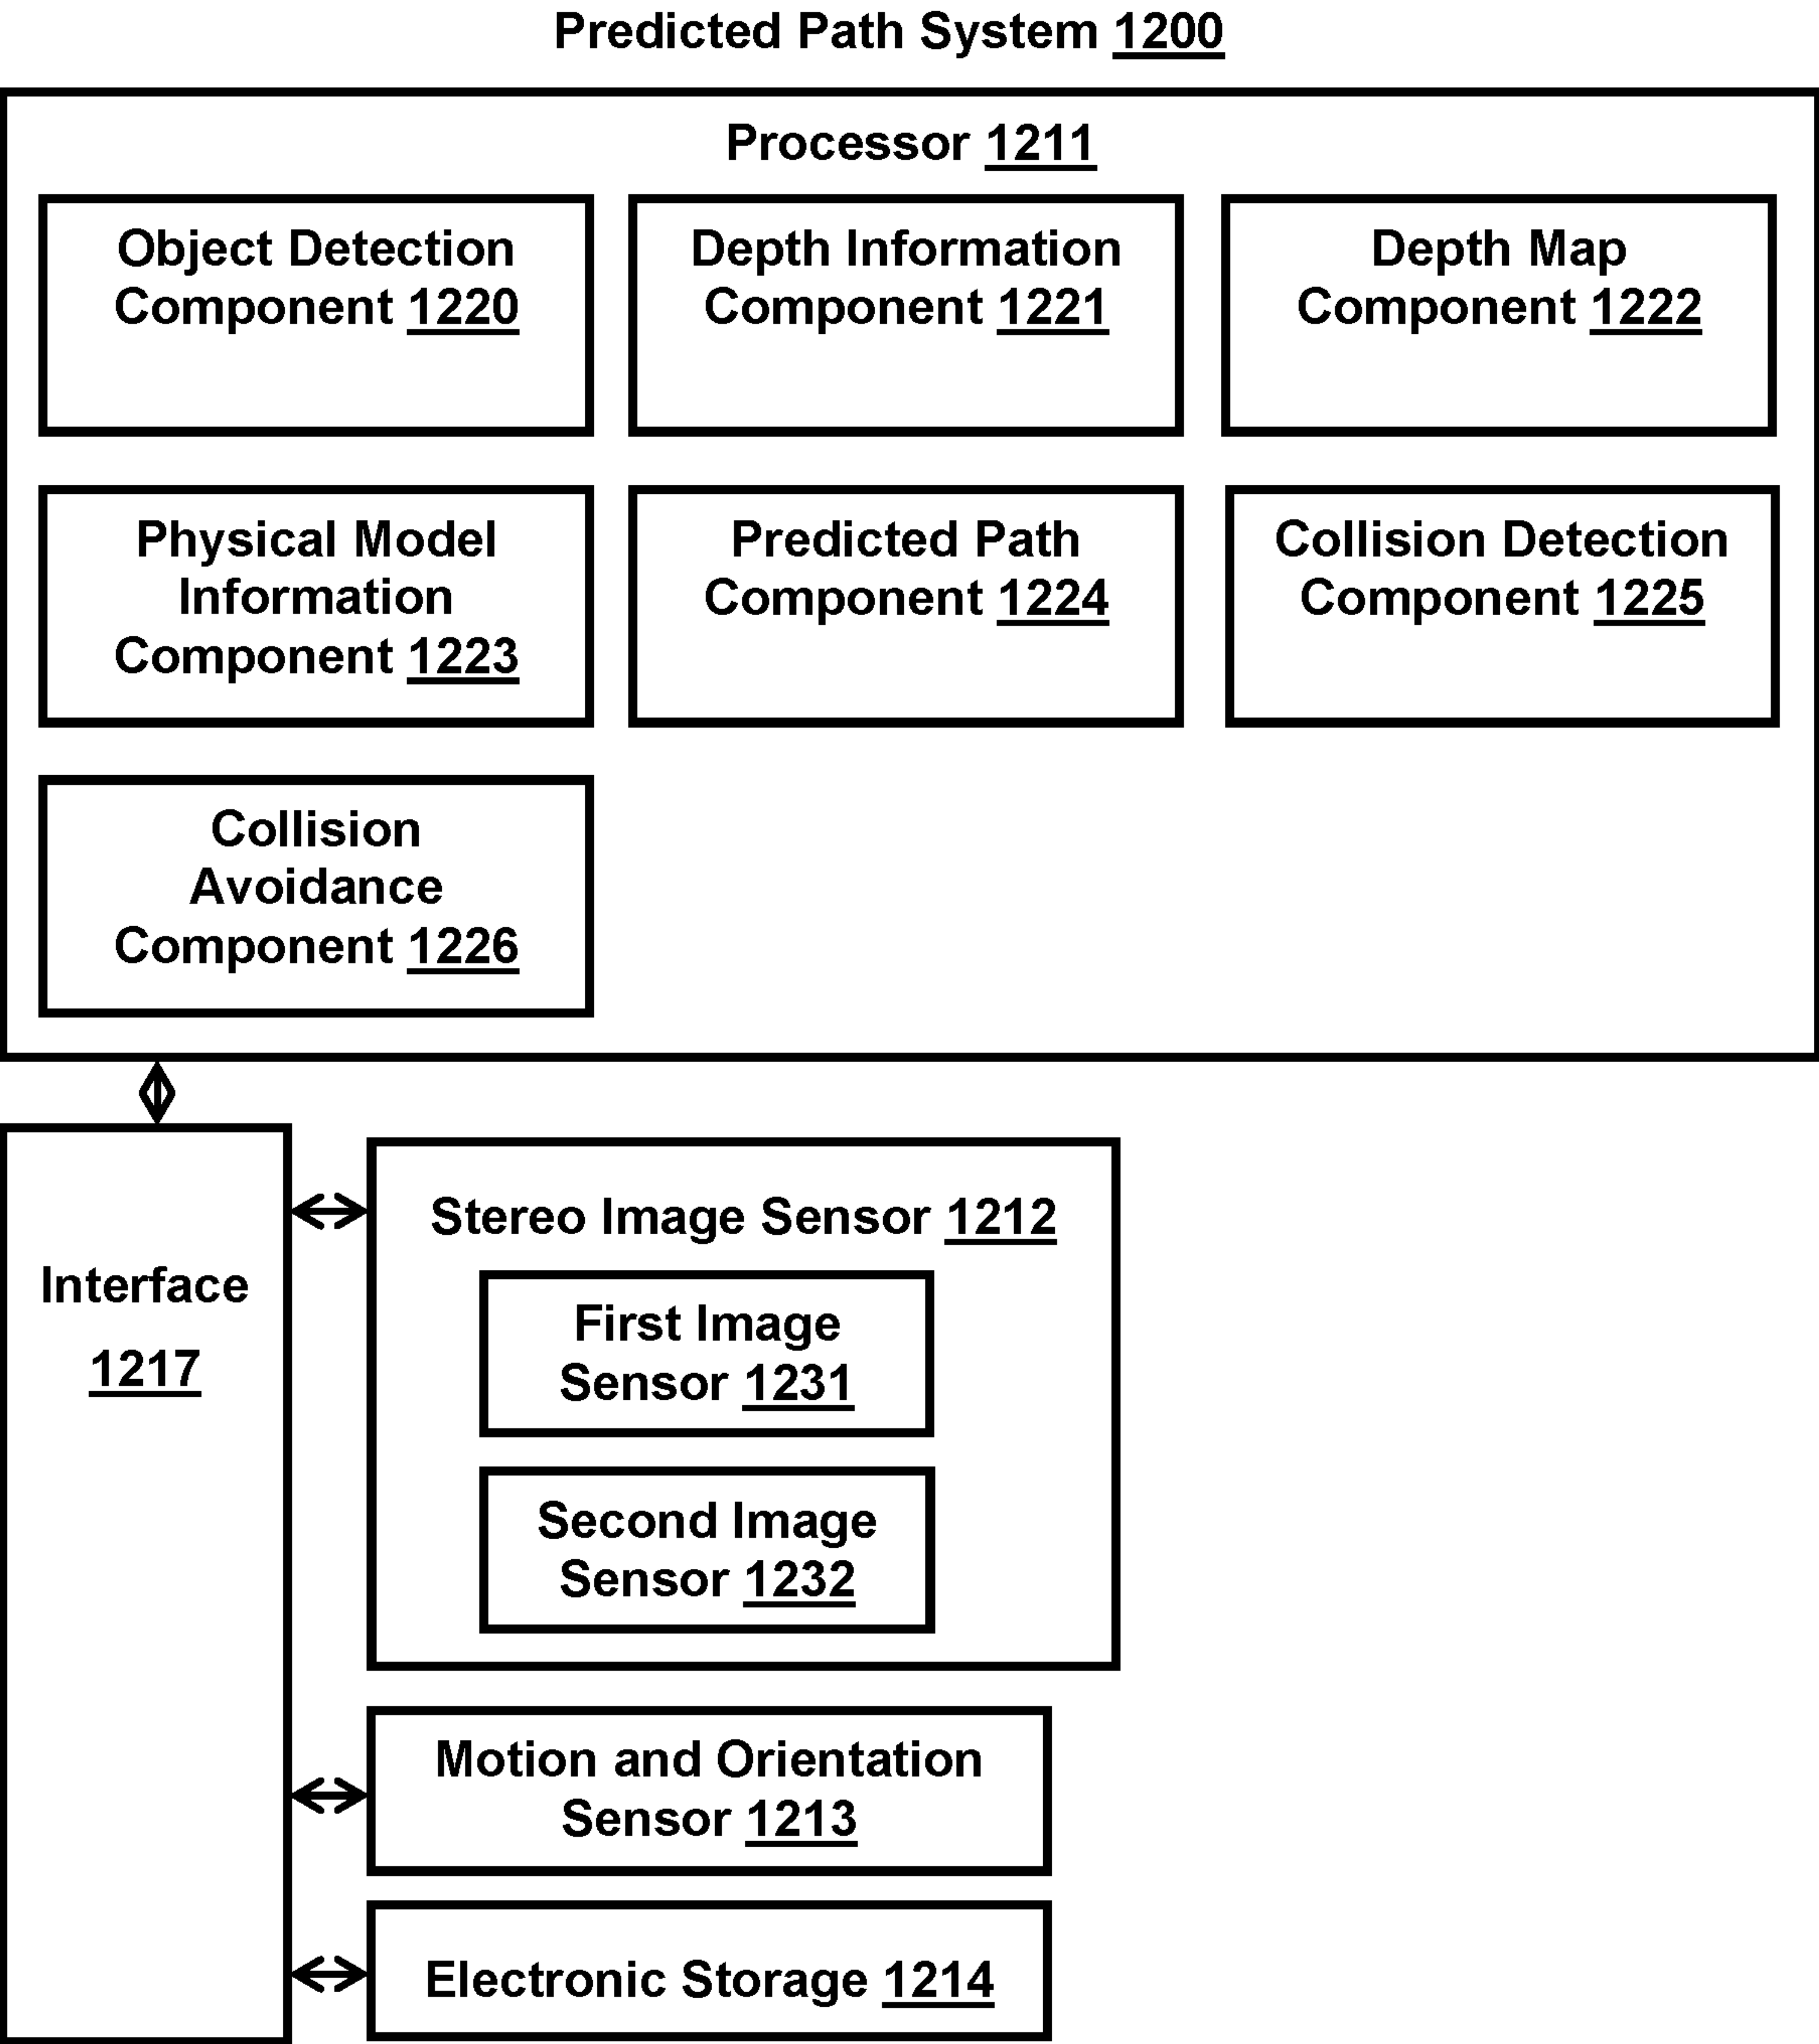 Predicted Path System 1200
Processor 1211
Object Detection
Component 1220
Depth Information
Component 1221
Depth Map
Component 1222
Physical Model
Information
Component 1223
Predicted Path
Component 1224
Collision Detection
Component 1225
Collision
Avoidance
Component 1226
Interface
1217
Stereo Image Sensor 1212
First Image
Sensor 1231
Second Image
Sensor 1232
Motion and Orientation
Sensor 1213
Electronic Storage 1214